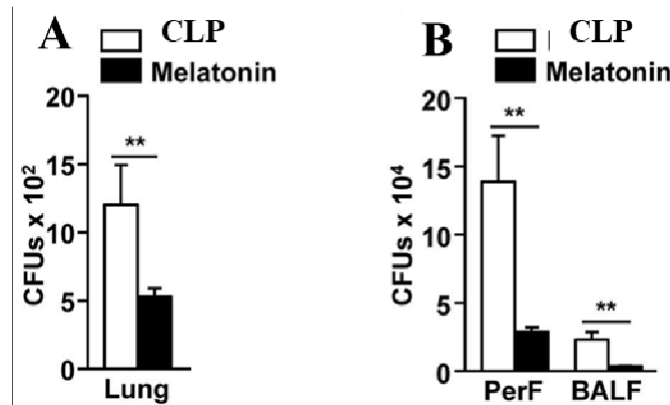 A
CLP
Melatonin
CFUs x 10²
20
15
10
5
0
**
Lung
B
CLP
Melatonin
CFUs x 10⁴
20
15
10
5
0
**
**
PerF BALF